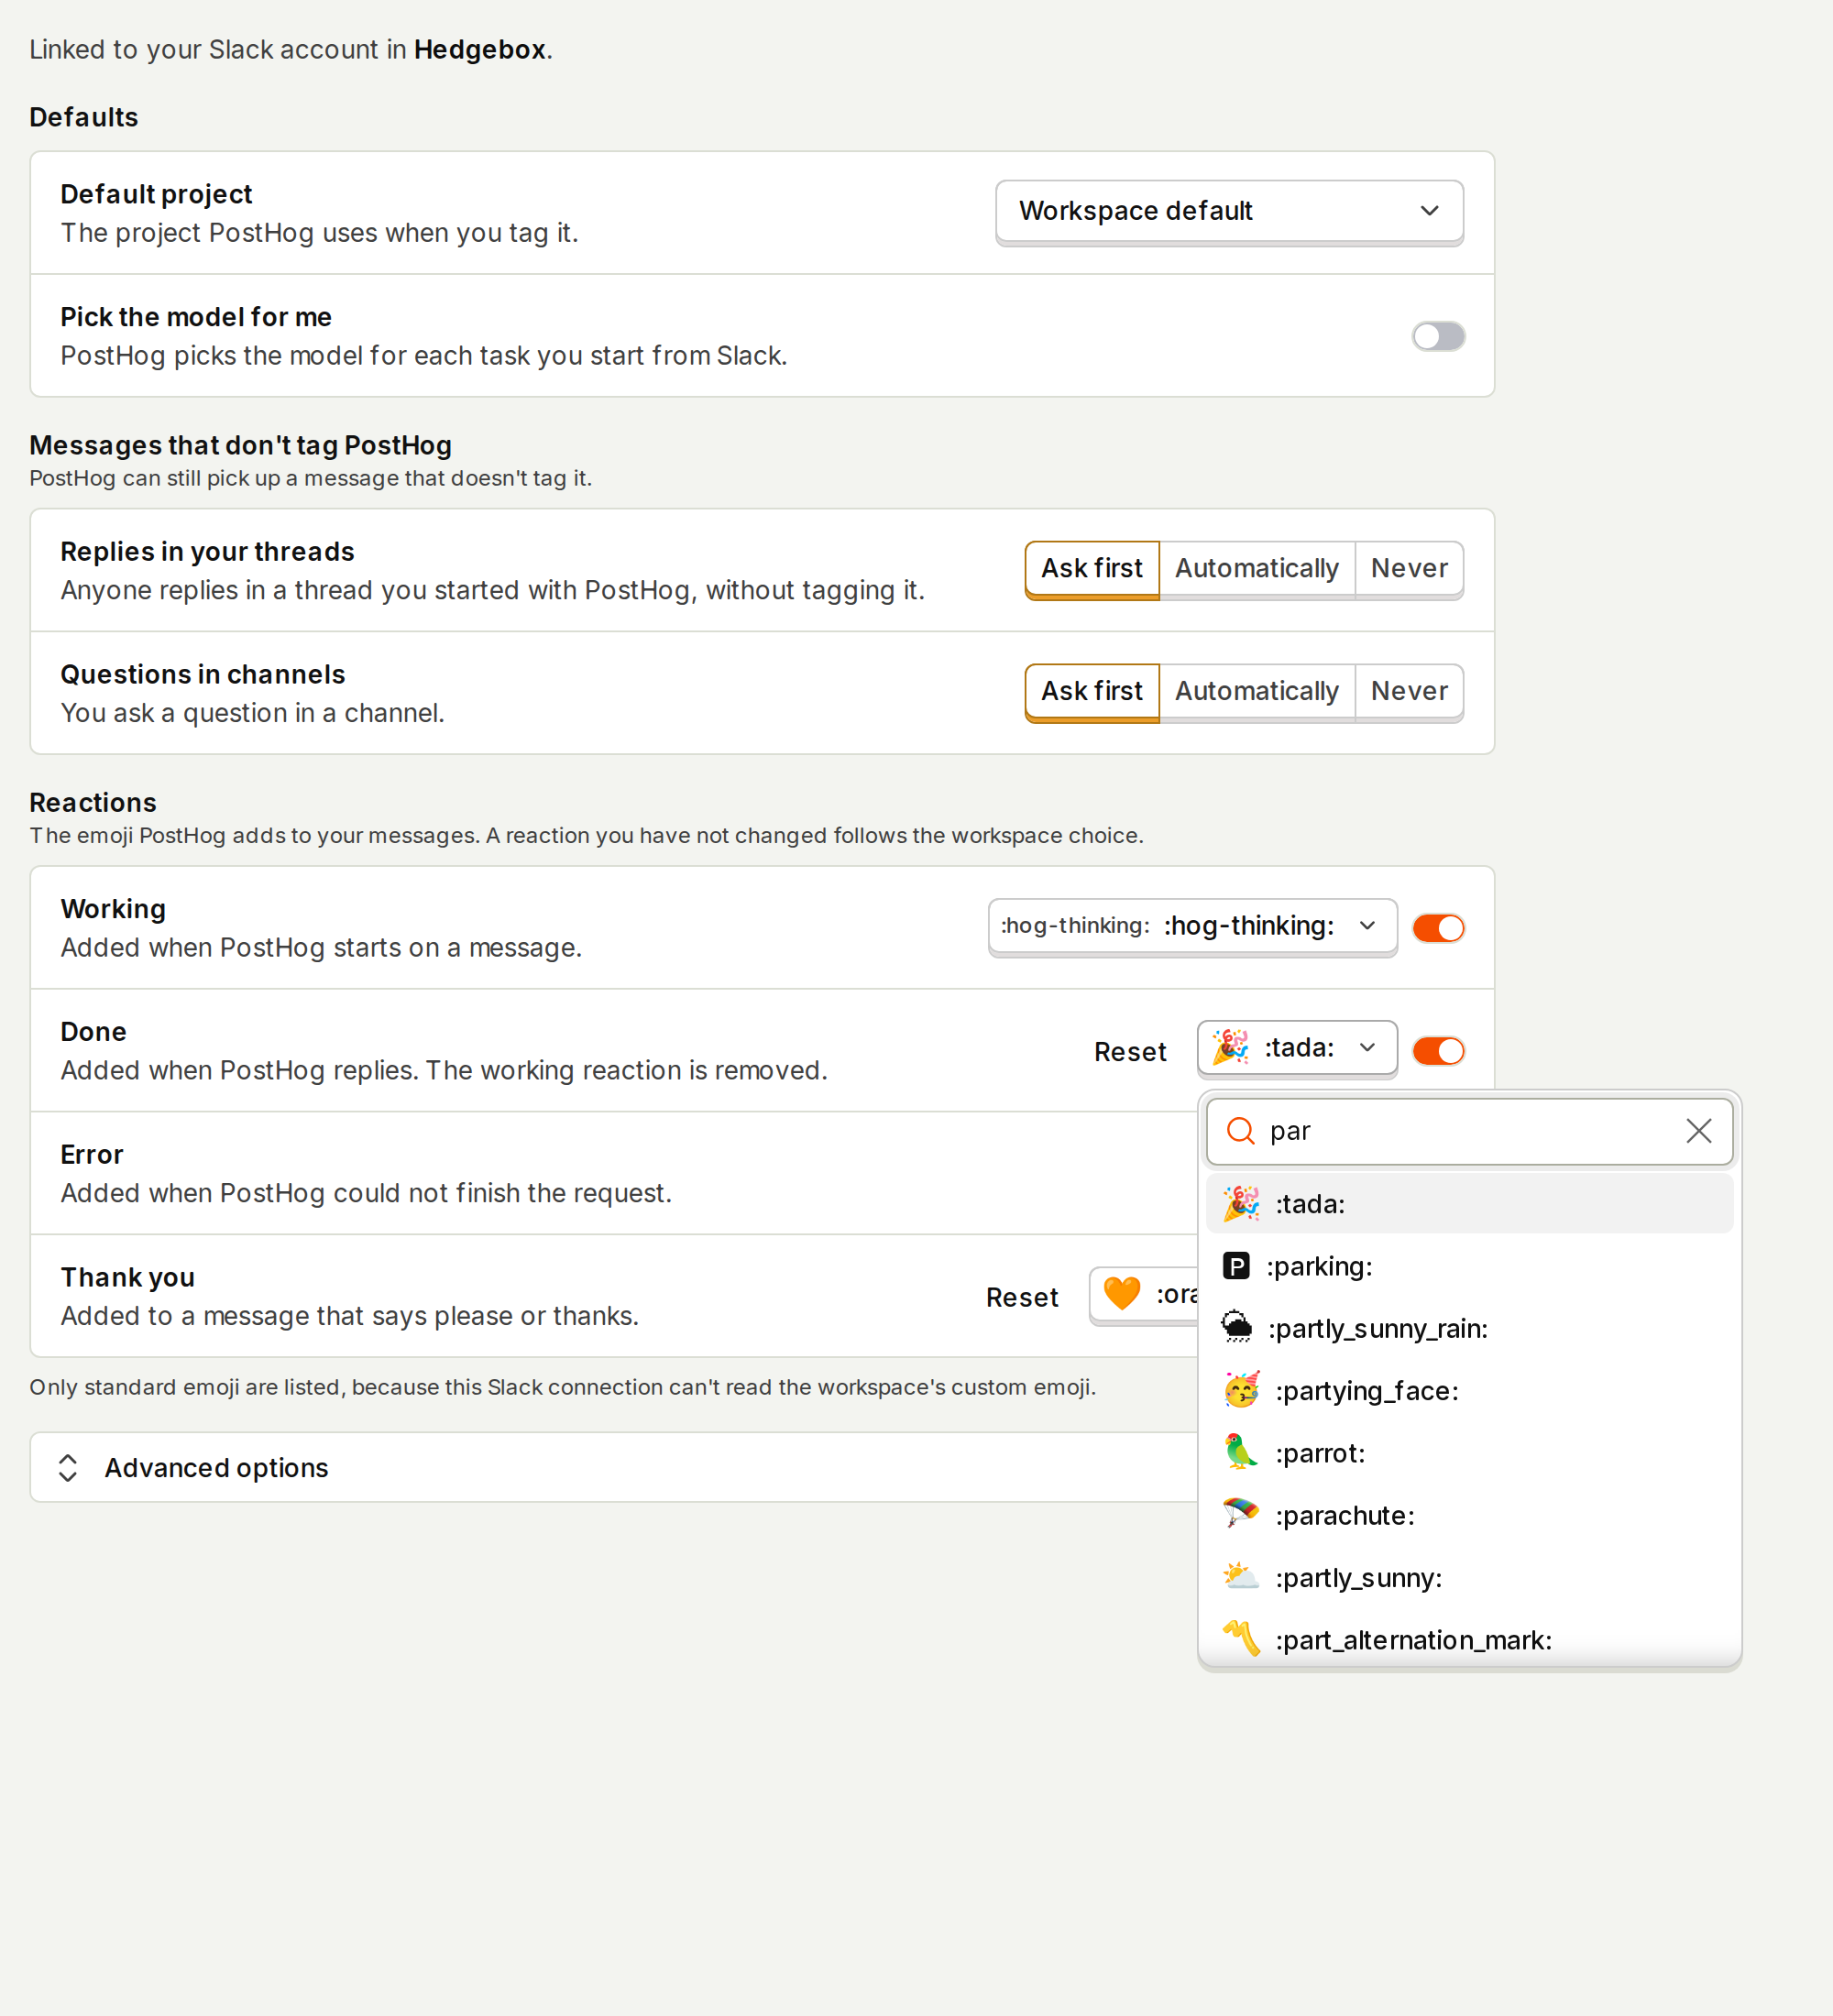 Linked to your Slack account in Hedgebox.
Defaults
Default project
The project PostHog uses when you tag it.
Workspace default
Pick the model for me
PostHog picks the model for each task you start from Slack.
Messages that don't tag PostHog
PostHog can still pick up a message that doesn't tag it.
Replies in your threads
Anyone replies in a thread you started with PostHog, without tagging it.
Ask first Automatically Never
Questions in channels
You ask a question in a channel.
Ask first Automatically Never
Reactions
The emoji PostHog adds to your messages. A reaction you have not changed follows the workspace choice.
Working
Added when PostHog starts on a message.
:hog-thinking: :hog-thinking:
Done
Added when PostHog replies. The working reaction is removed.
Reset :tada:
par
:tada:
:parking:
:partly_sunny_rain:
:partying_face:
:parrot:
:parachute:
:partly_sunny:
:part_alternation_mark:
Error
Added when PostHog could not finish the request.
Thank you
Added to a message that says please or thanks.
Reset
Only standard emoji are listed, because this Slack connection can't read the workspace's custom emoji.
Advanced options